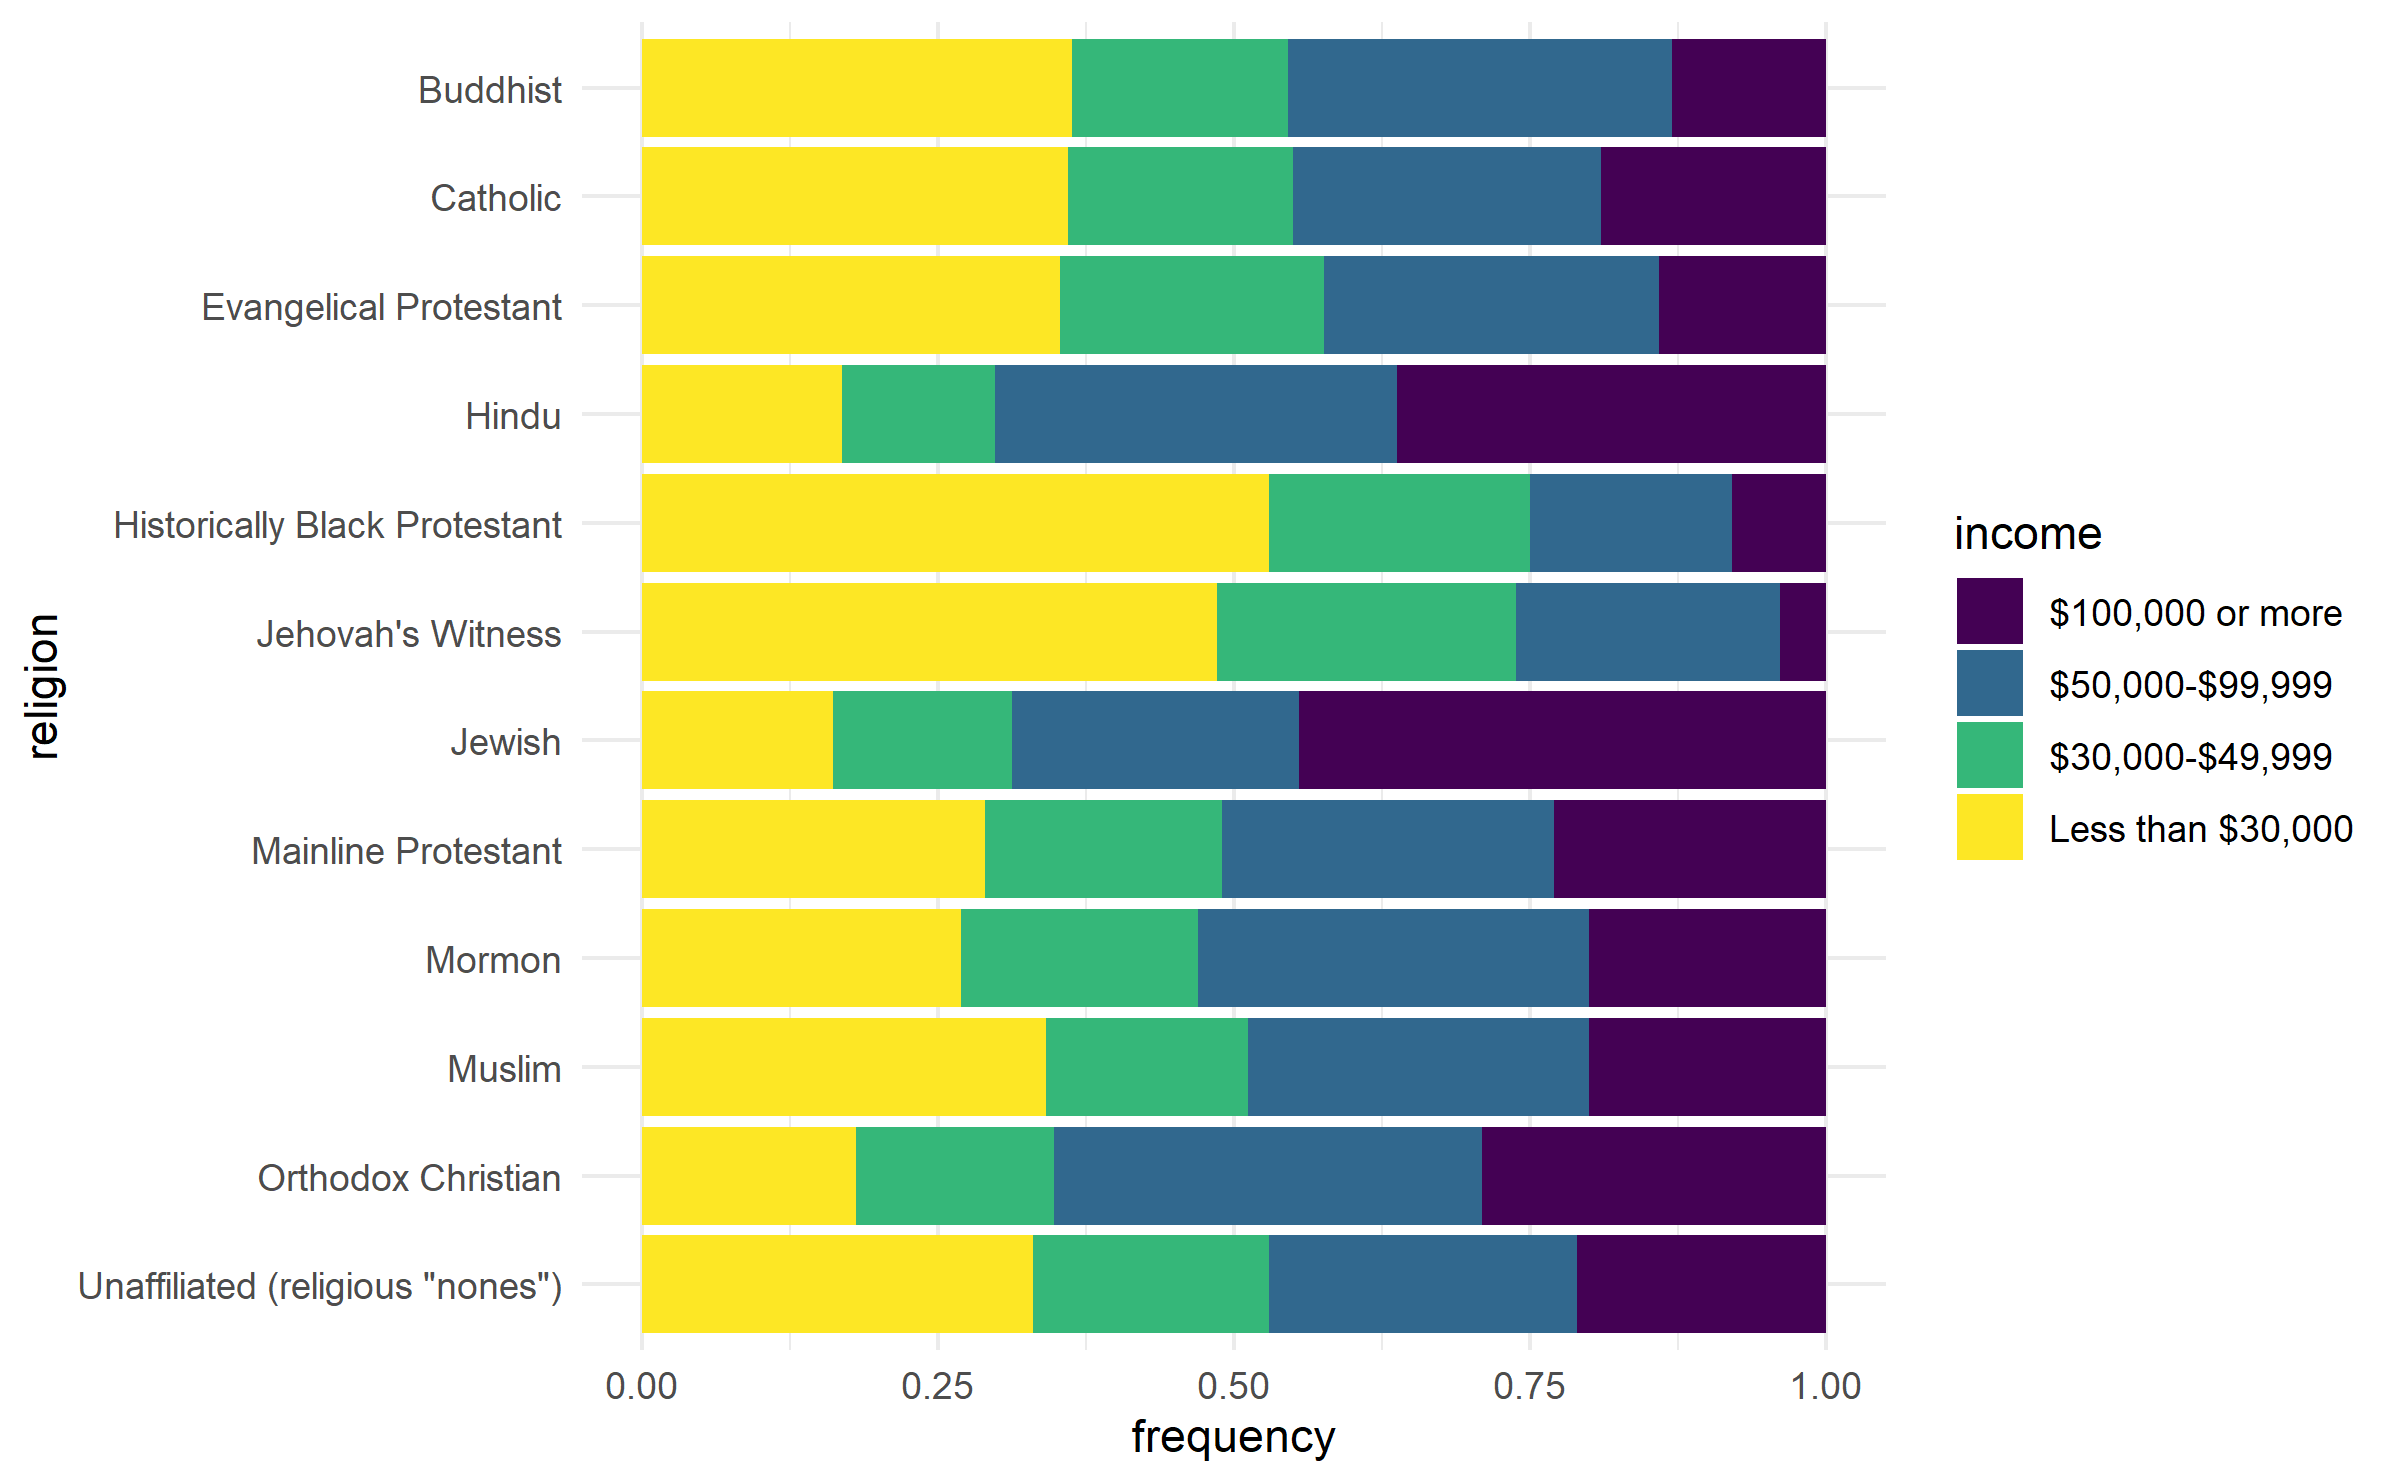 Buddhist
Catholic
Evangelical Protestant
Hindu
Historically Black Protestant
Jehovah's Witness
Jewish
Mainline Protestant
Mormon
Muslim
Orthodox Christian
Unaffiliated (religious "nones")
religion
0.00 0.25 0.50 0.75 1.00
frequency
income
$100,000 or more
$50,000-$99,999
$30,000-$49,999
Less than $30,000